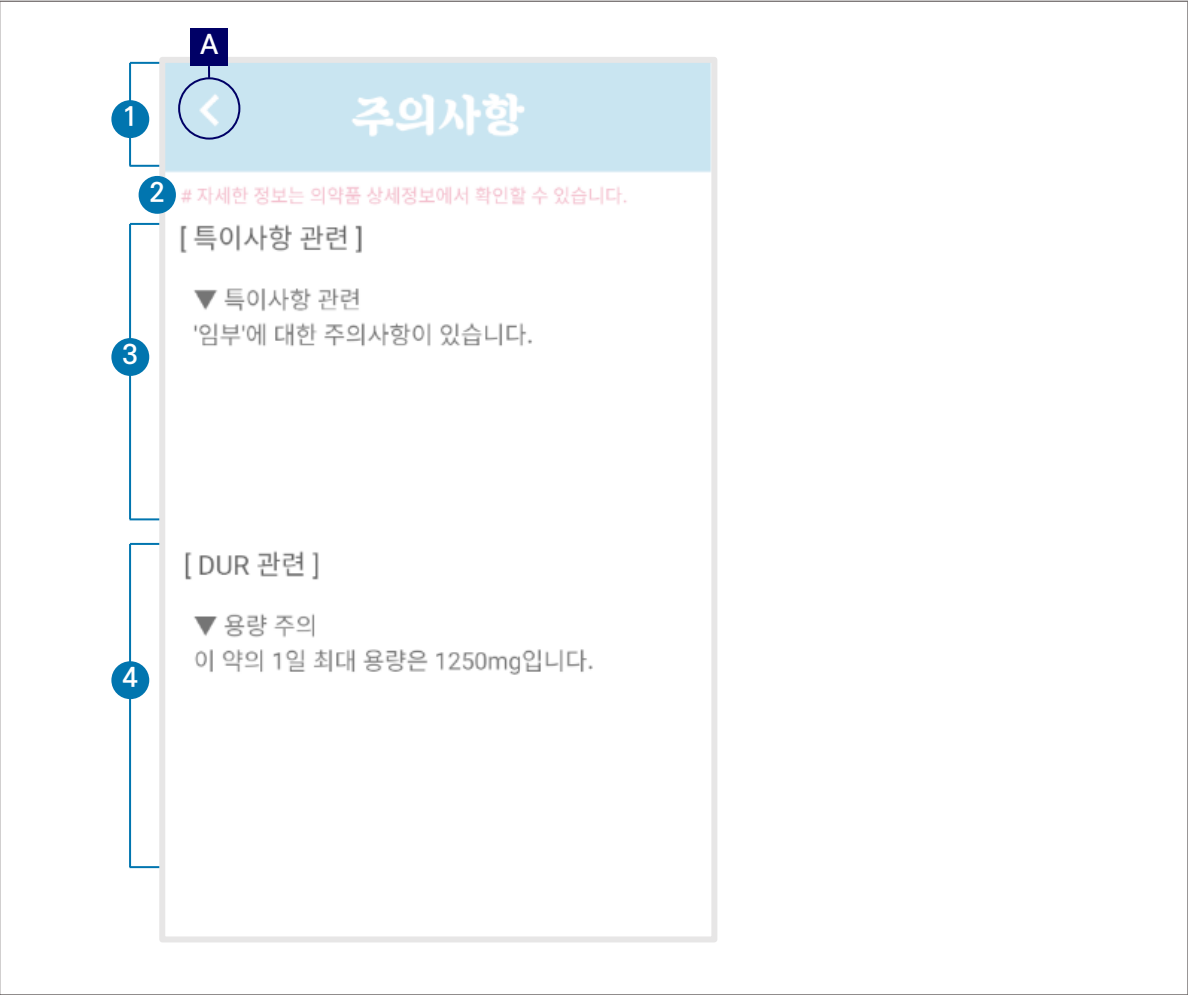 A
1
주의사항
2
# 자세한 정보는 의약품 상세정보에서 확인할 수 있습니다.
[ 특이사항 관련 ]
▼ 특이사항 관련
'임부'에 대한 주의사항이 있습니다.
3
[ DUR 관련 ]
▼ 용량 주의
이 약의 1일 최대 용량은 1250mg입니다.
4